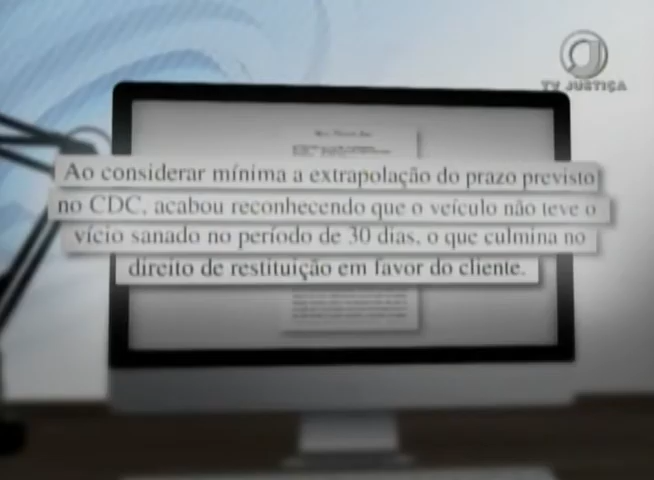 TV JUSTIÇA
Ao considerar mínima a extrapolação do prazo previsto
no CDC, acabou reconhecendo que o veículo não teve o
vício sanado no período de 30 dias, o que culmina no
direito de restituição em favor do cliente.